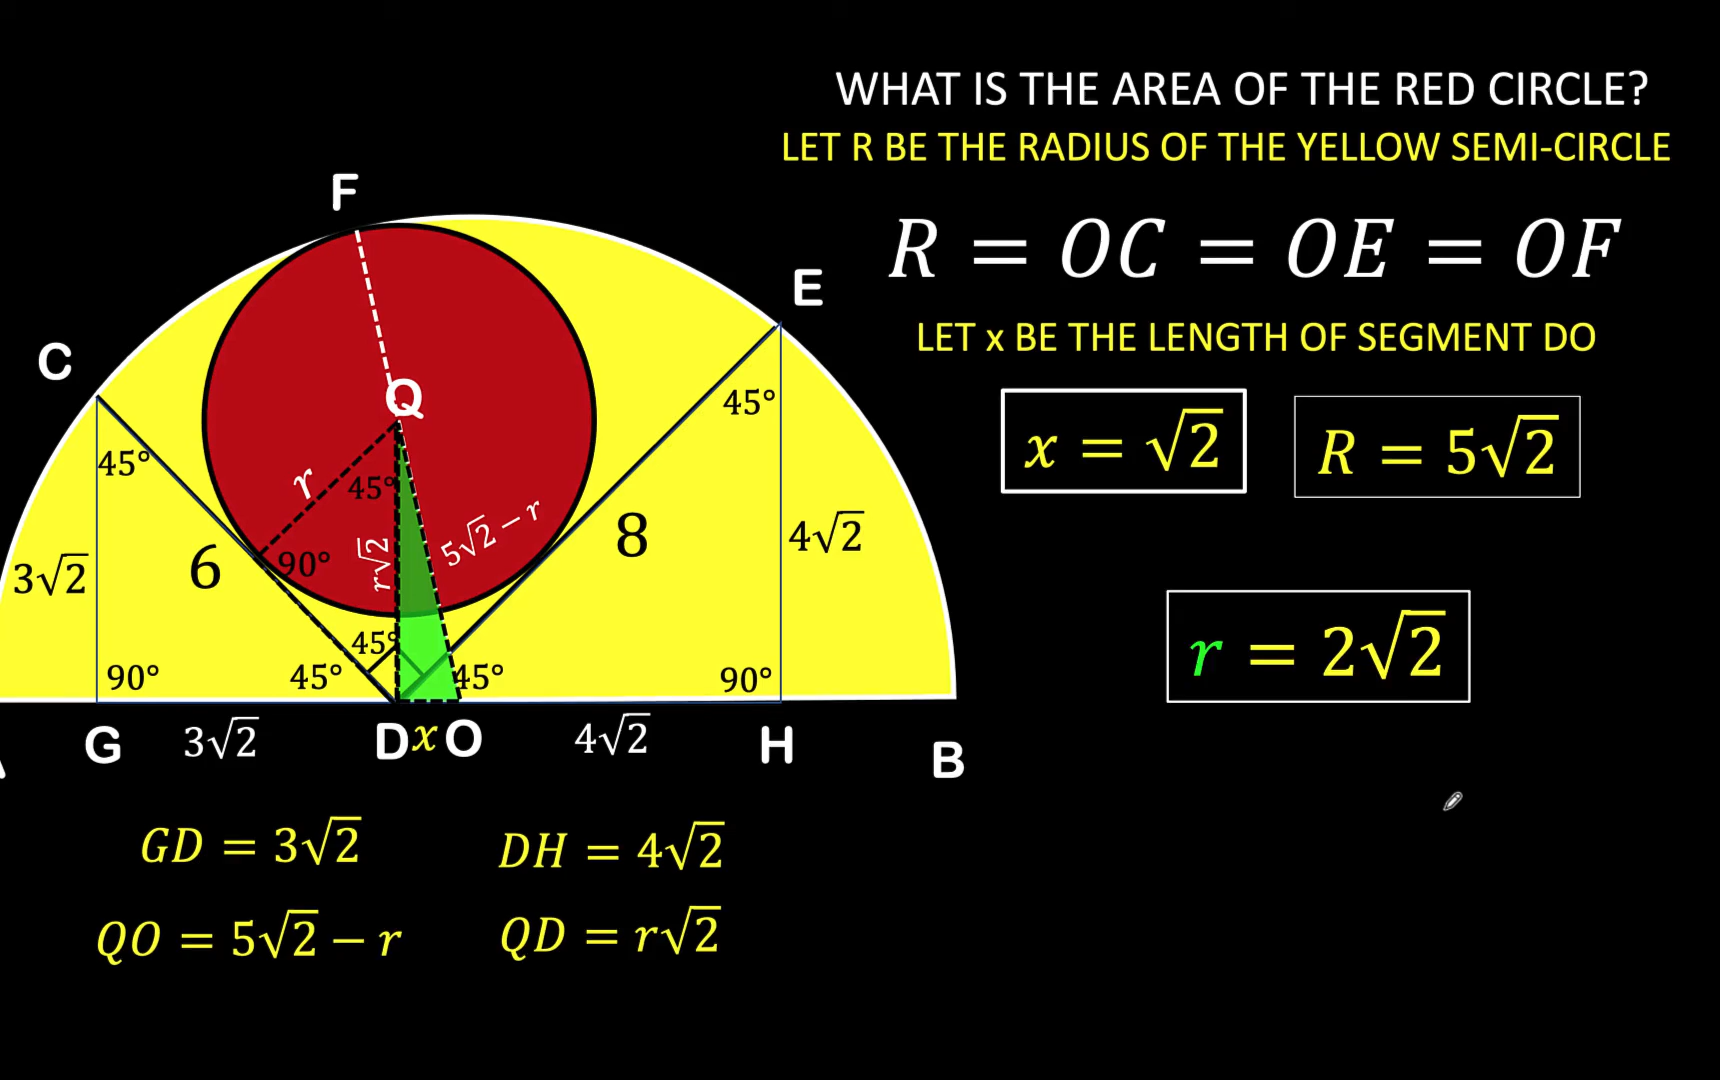 WHAT IS THE AREA OF THE RED CIRCLE?
LET R BE THE RADIUS OF THE YELLOW SEMI-CIRCLE
R = OC = OE = OF
LET x BE THE LENGTH OF SEGMENT DO
x = √2
R = 5√2
r = 2√2
F
E
C
Q
45°
45°
r
45°
5√2 − r
r√2
8
4√2
3√2
6
90°
45°
90°
45°
45°
90°
G
3√2
D
x
O
4√2
H
B
GD = 3√2
DH = 4√2
QO = 5√2 − r
QD = r√2